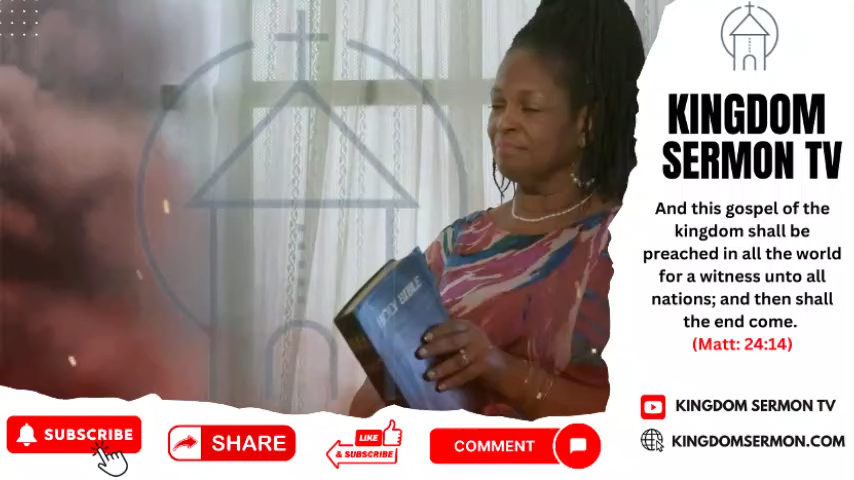 KINGDOM
SERMON TV
And this gospel of the
kingdom shall be
preached in all the world
for a witness unto all
nations; and then shall
the end come.
(Matt: 24:14)
HOLY BIBLE
SUBSCRIBE
SHARE
LIKE
& SUBSCRIBE
COMMENT
KINGDOM SERMON TV
KINGDOMSERMON.COM